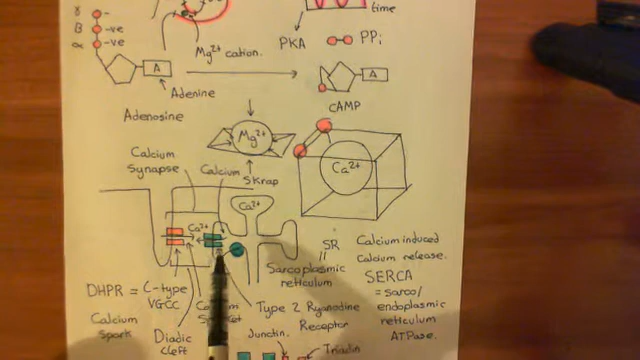 γ -
β -ve
α -ve
time
Mg²⁺ cation.
PKA
PPi
A
A
Adenine
Adenosine
CAMP
Mg²⁺
Ca²⁺
Calcium
Synapse
Calcium
Skrap
Ca²⁺
Ca²⁺
SR
=
Sarcoplasmic
reticulum
Calcium induced
Calcium release.
SERCA
= sarco/
endoplasmic
reticulum
ATPase.
DHPR = C-type
VGCC
Calcium
Spark
Diadic
Cleft
Type 2 Ryanodine
Receptor
Junctin.
Triadin